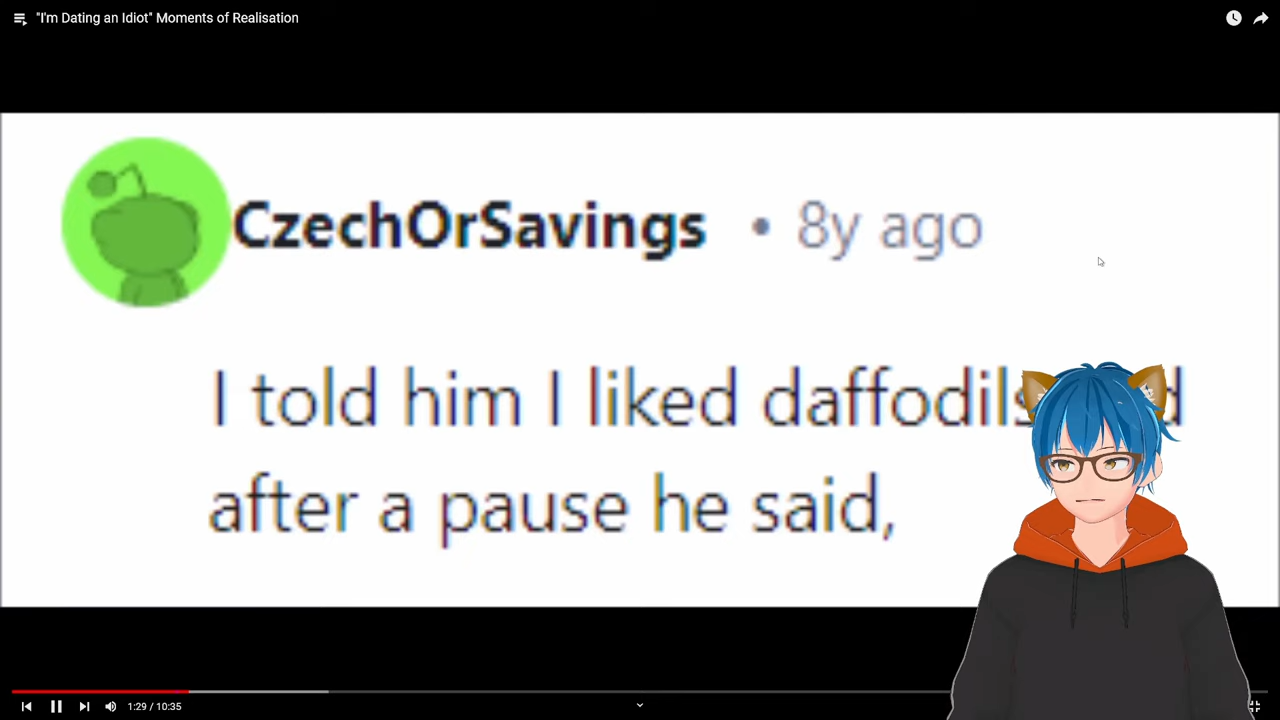 "I'm Dating an Idiot" Moments of Realisation
CzechOrSavings • 8y ago
I told him I liked daffodils
after a pause he said,
1:29 / 10:35